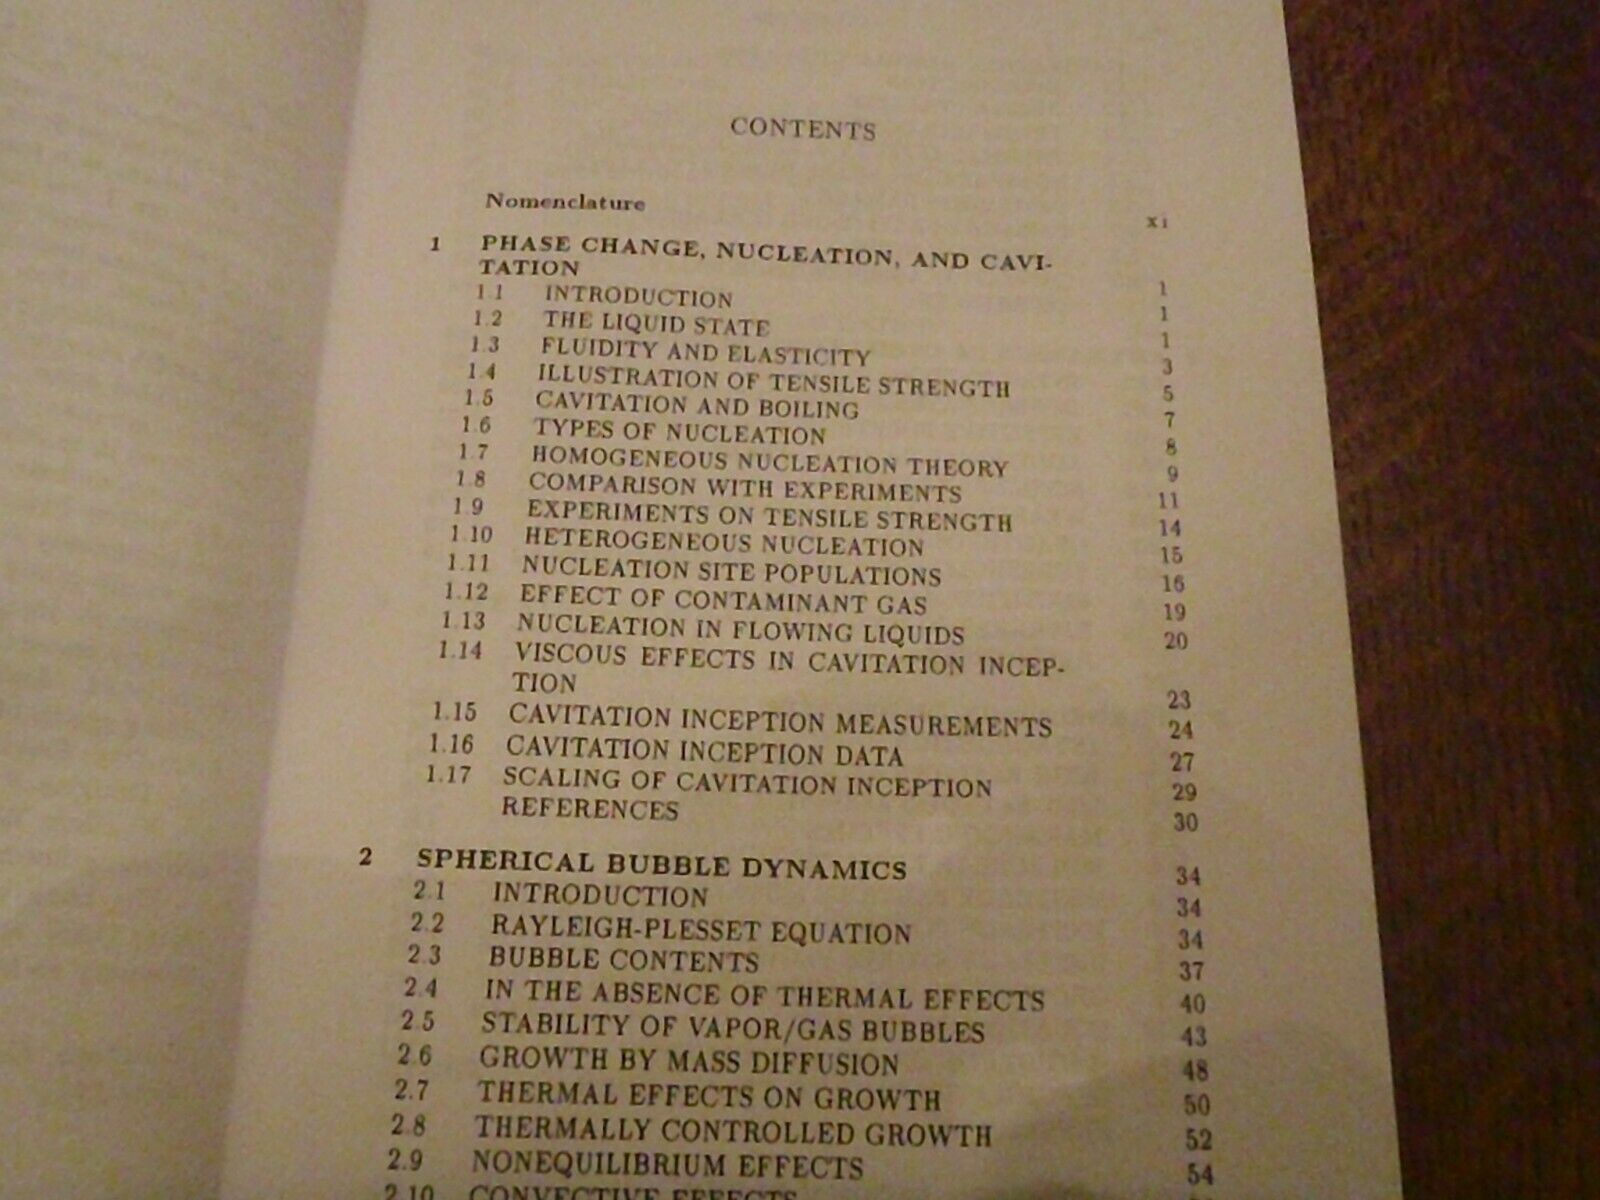 CONTENTS
Nomenclature xi
1 PHASE CHANGE, NUCLEATION, AND CAVI-
TATION 1
1.1 INTRODUCTION 1
1.2 THE LIQUID STATE 1
1.3 FLUIDITY AND ELASTICITY 3
1.4 ILLUSTRATION OF TENSILE STRENGTH 5
1.5 CAVITATION AND BOILING 7
1.6 TYPES OF NUCLEATION 8
1.7 HOMOGENEOUS NUCLEATION THEORY 9
1.8 COMPARISON WITH EXPERIMENTS 11
1.9 EXPERIMENTS ON TENSILE STRENGTH 14
1.10 HETEROGENEOUS NUCLEATION 15
1.11 NUCLEATION SITE POPULATIONS 16
1.12 EFFECT OF CONTAMINANT GAS 19
1.13 NUCLEATION IN FLOWING LIQUIDS 20
1.14 VISCOUS EFFECTS IN CAVITATION INCEP-
TION 23
1.15 CAVITATION INCEPTION MEASUREMENTS 24
1.16 CAVITATION INCEPTION DATA 27
1.17 SCALING OF CAVITATION INCEPTION 29
REFERENCES 30
2 SPHERICAL BUBBLE DYNAMICS 34
2.1 INTRODUCTION 34
2.2 RAYLEIGH-PLESSET EQUATION 34
2.3 BUBBLE CONTENTS 37
2.4 IN THE ABSENCE OF THERMAL EFFECTS 40
2.5 STABILITY OF VAPOR/GAS BUBBLES 43
2.6 GROWTH BY MASS DIFFUSION 48
2.7 THERMAL EFFECTS ON GROWTH 50
2.8 THERMALLY CONTROLLED GROWTH 52
2.9 NONEQUILIBRIUM EFFECTS 54
2.10 CONVECTIVE EFFECTS